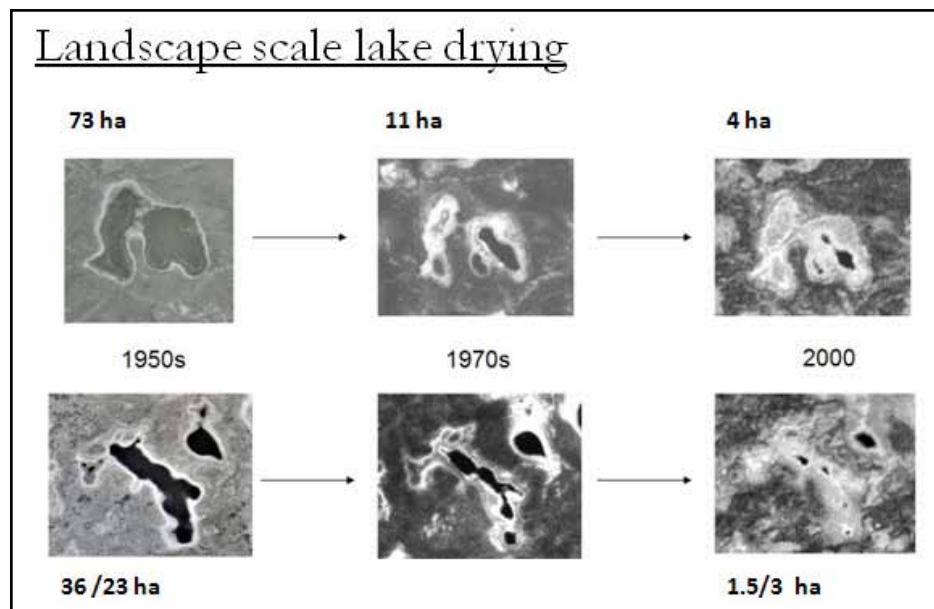 Landscape scale lake drying
73 ha 11 ha 4 ha
1950s 1970s 2000
36 /23 ha 1.5/3 ha